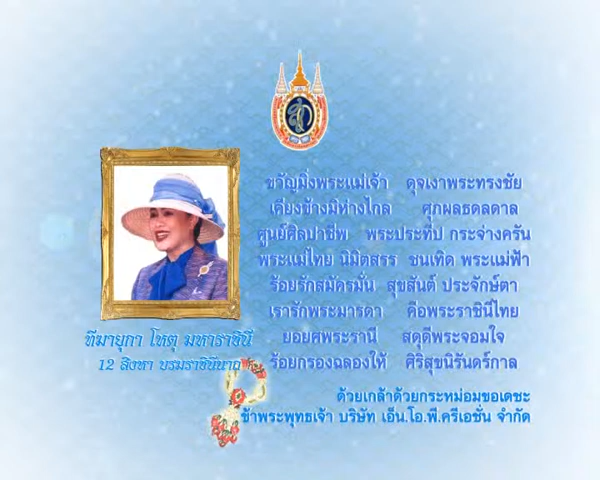 ขวัญมิ่งพระแม่เจ้า ดุจเงาพระทรงชัย
เคียงข้างมิห่างไกล ศุภผลธดลดาล
ศูนย์ศิลปาชีพ พระประทีป กระจ่างครัน
พระแม่ไทย นิมิตสรร ชนเทิด พระแม่ฟ้า
ร้อยรักสมัครมั่น สุขสันต์ ประจักษ์ตา
เรารักพระมารดา คือพระราชินีไทย
ยอยศพระรานี สดุดีพระจอมใจ
ร้อยกรองฉลองให้ ศิริสุขนิรันดร์กาล
ทีฆายุกา โหตุ มหาราชินี
12 สิงหา บรมราชินีนาถ
ด้วยเกล้าด้วยกระหม่อมขอเดชะ
ข้าพระพุทธเจ้า บริษัท เอ็น.โอ.พี.ครีเอชั่น จำกัด